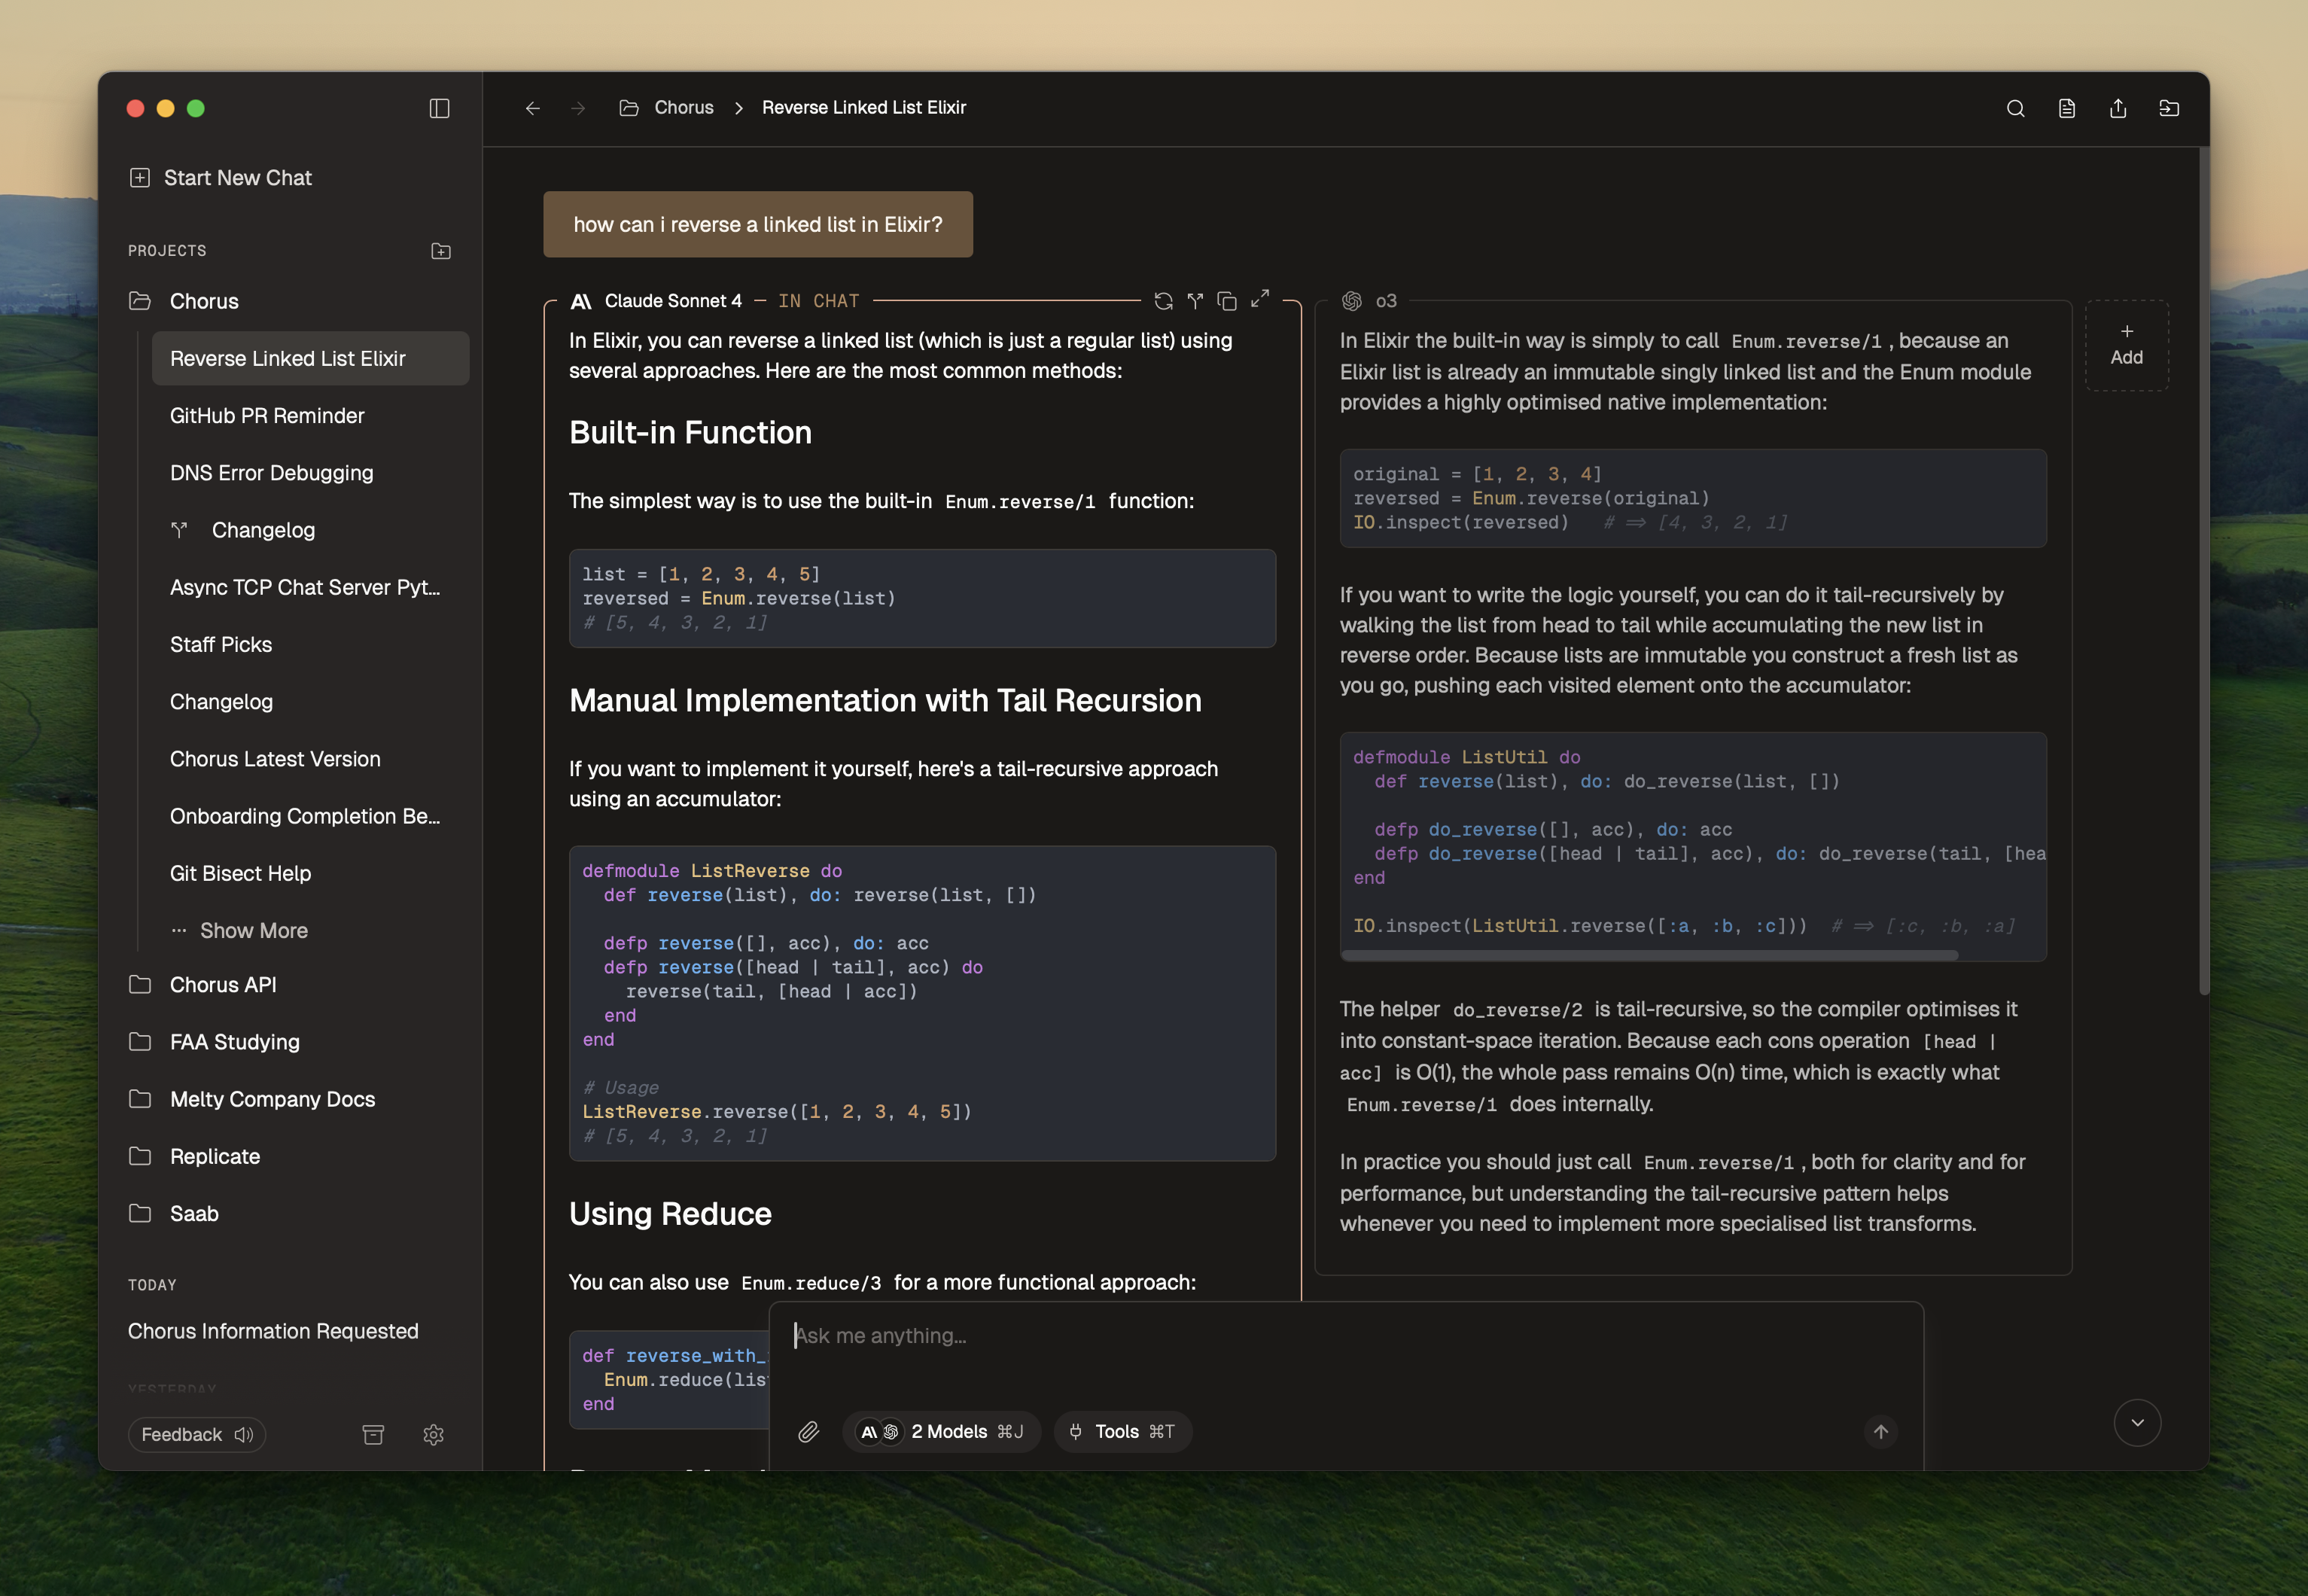 Start New Chat
PROJECTS
Chorus
Reverse Linked List Elixir
GitHub PR Reminder
DNS Error Debugging
Changelog
Async TCP Chat Server Pyt...
Staff Picks
Changelog
Chorus Latest Version
Onboarding Completion Be...
Git Bisect Help
Show More
Chorus API
FAA Studying
Melty Company Docs
Replicate
Saab
TODAY
Chorus Information Requested
YESTERDAY
Feedback
Chorus > Reverse Linked List Elixir
how can i reverse a linked list in Elixir?
Claude Sonnet 4 — IN CHAT
In Elixir, you can reverse a linked list (which is just a regular list) using
several approaches. Here are the most common methods:
Built-in Function
The simplest way is to use the built-in Enum.reverse/1 function:
list = [1, 2, 3, 4, 5]
reversed = Enum.reverse(list)
# [5, 4, 3, 2, 1]
Manual Implementation with Tail Recursion
If you want to implement it yourself, here's a tail-recursive approach
using an accumulator:
defmodule ListReverse do
  def reverse(list), do: reverse(list, [])
  defp reverse([], acc), do: acc
  defp reverse([head | tail], acc) do
    reverse(tail, [head | acc])
  end
end
# Usage
ListReverse.reverse([1, 2, 3, 4, 5])
# [5, 4, 3, 2, 1]
Using Reduce
You can also use Enum.reduce/3 for a more functional approach:
def reverse_with_
  Enum.reduce(lis
end
o3
In Elixir the built-in way is simply to call Enum.reverse/1 , because an
Elixir list is already an immutable singly linked list and the Enum module
provides a highly optimised native implementation:
original = [1, 2, 3, 4]
reversed = Enum.reverse(original)
IO.inspect(reversed)   # => [4, 3, 2, 1]
If you want to write the logic yourself, you can do it tail-recursively by
walking the list from head to tail while accumulating the new list in
reverse order. Because lists are immutable you construct a fresh list as
you go, pushing each visited element onto the accumulator:
defmodule ListUtil do
  def reverse(list), do: do_reverse(list, [])
  defp do_reverse([], acc), do: acc
  defp do_reverse([head | tail], acc), do: do_reverse(tail, [hea
end
IO.inspect(ListUtil.reverse([:a, :b, :c]))  # => [:c, :b, :a]
The helper do_reverse/2 is tail-recursive, so the compiler optimises it
into constant-space iteration. Because each cons operation [head |
acc] is O(1), the whole pass remains O(n) time, which is exactly what
Enum.reverse/1 does internally.
In practice you should just call Enum.reverse/1 , both for clarity and for
performance, but understanding the tail-recursive pattern helps
whenever you need to implement more specialised list transforms.
+
Add
Ask me anything...
2 Models ⌘J
Tools ⌘T